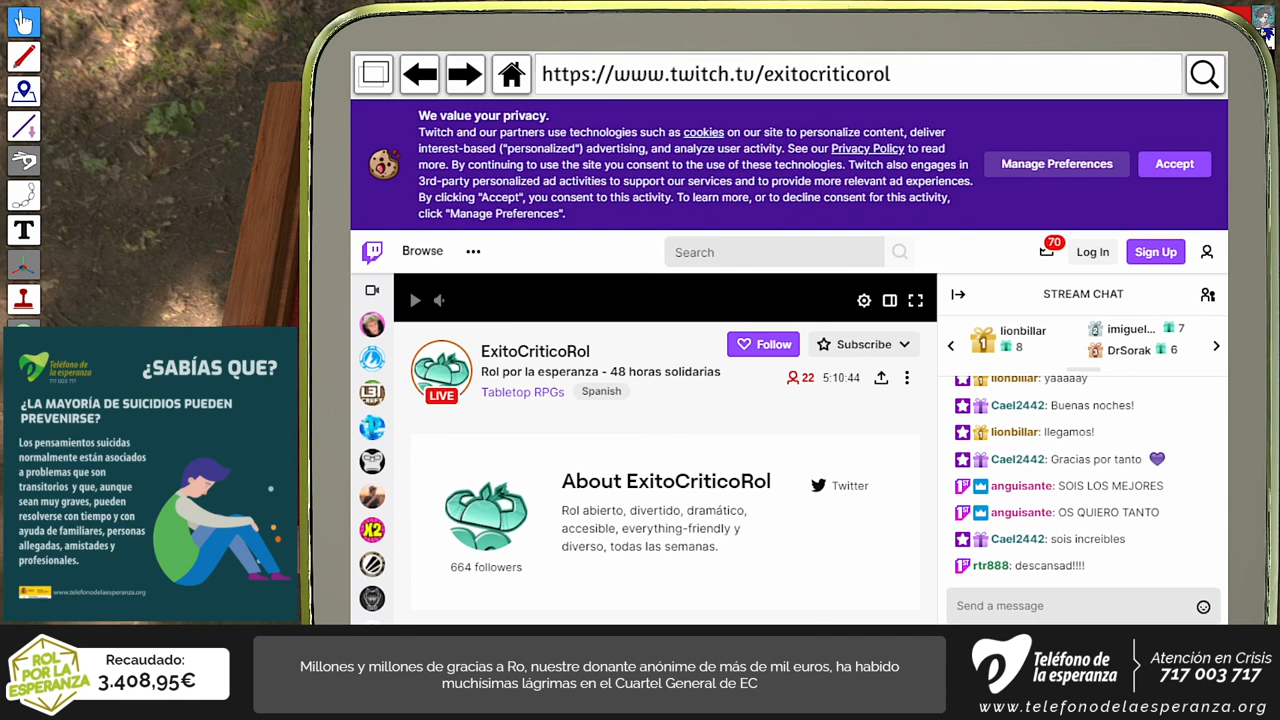 https://www.twitch.tv/exitocriticorol
We value your privacy.
Twitch and our partners use technologies such as cookies on our site to personalize content, deliver
interest-based ("personalized") advertising, and analyze user activity. See our Privacy Policy to read
more. By continuing to use the site you consent to the use of these technologies. Twitch also engages in
3rd-party personalized ad activities to support our services and to provide more relevant ad experiences.
By clicking "Accept", you consent to this activity. To learn more, or to decline consent for this activity,
click "Manage Preferences".
Manage Preferences
Accept
Browse
Search
70
Log In
Sign Up
STREAM CHAT
lionbillar
8
imiguel... 7
DrSorak 6
ExitoCriticoRol
Rol por la esperanza - 48 horas solidarias
Tabletop RPGs
Spanish
LIVE
Follow
Subscribe
22
5:10:44
About ExitoCriticoRol
Rol abierto, divertido, dramático,
accesible, everything-friendly y
diverso, todas las semanas.
664 followers
Twitter
lionbillar: yaaaaay
Cael2442: Buenas noches!
lionbillar: llegamos!
Cael2442: Gracias por tanto
anguisante: SOIS LOS MEJORES
anguisante: OS QUIERO TANTO
Cael2442: sois increibles
rtr888: descansad!!!!
Send a message
T
Teléfono de
la esperanza
717 003 717
¿SABÍAS QUE?
¿LA MAYORÍA DE SUICIDIOS PUEDEN
PREVENIRSE?
Los pensamientos suicidas
normalmente están asociados
a problemas que son
transitorios y que, aunque
sean muy graves, pueden
resolverse con tiempo y con
ayuda de familiares, personas
allegadas, amistades y
profesionales.
www.telefonodelaesperanza.org
ROL
POR LA
ESPERANZA
Recaudado:
3.408,95€
Millones y millones de gracias a Ro, nuestre donante anónime de más de mil euros, ha habido
muchísimas lágrimas en el Cuartel General de EC
Teléfono de
la esperanza
Atención en Crisis
717 003 717
www.telefonodelaesperanza.org